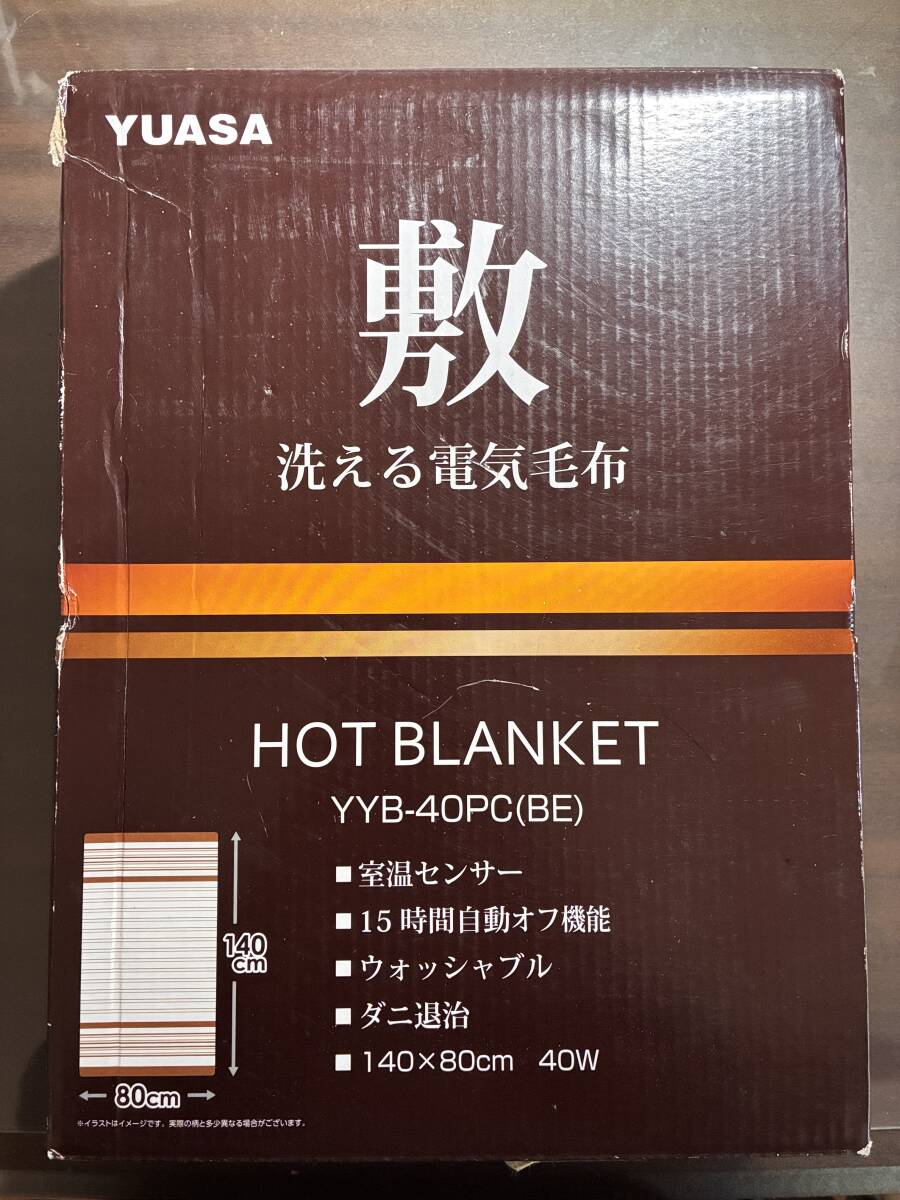 YUASA
敷
洗える電気毛布
HOT BLANKET
YYB-40PC(BE)
■室温センサー
■15時間自動オフ機能
■ウォッシャブル
■ダニ退治
■140×80cm 40W
140
cm
80cm
※イラストはイメージです。実際の柄と多少異なる場合がございます。